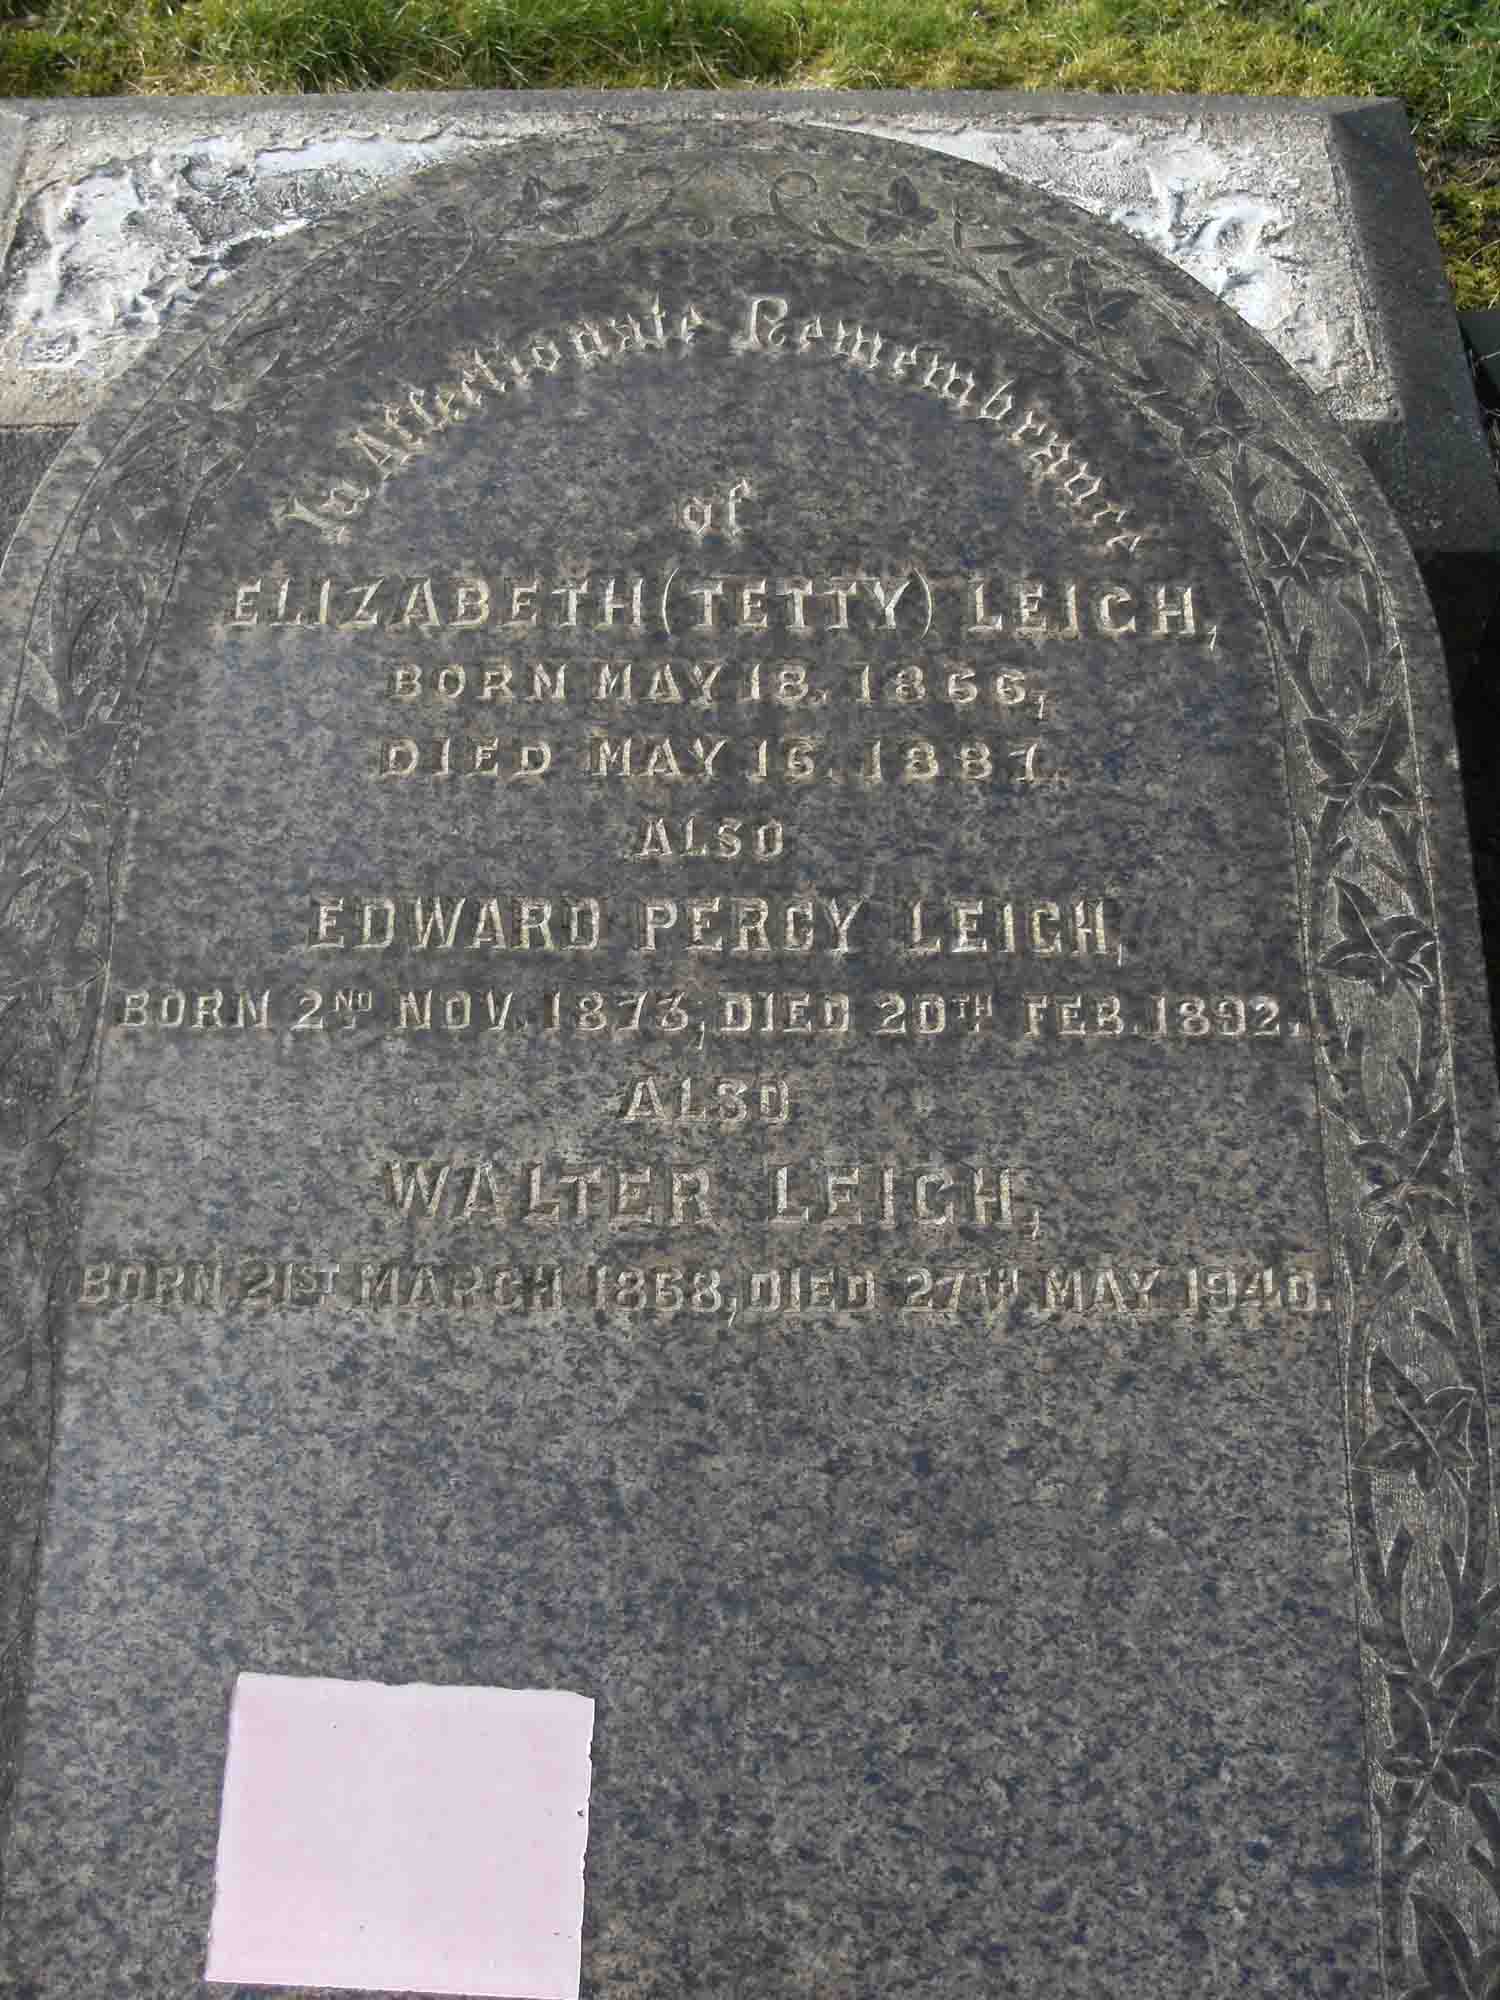 In Affectionate Remembrance
of
ELIZABETH (TETTY) LEIGH,
BORN MAY 18, 1866,
DIED MAY 16, 1887.
ALSO
EDWARD PERCY LEIGH,
BORN 2ND NOV. 1873, DIED 20TH FEB. 1892.
ALSO
WALTER LEIGH,
BORN 21ST MARCH 1868, DIED 27TH MAY 1940.